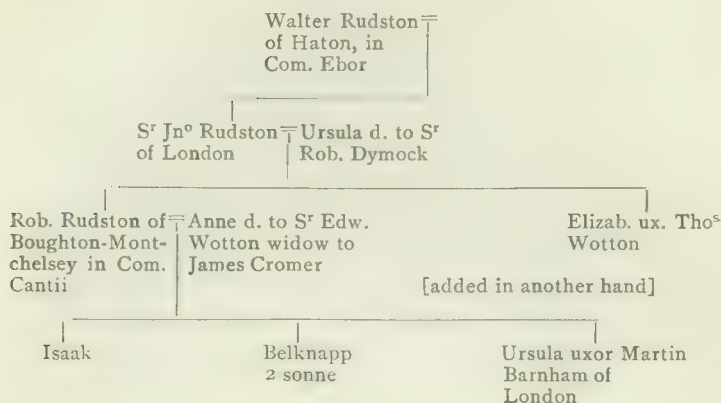 Walter Rudston
of Haton, in
Com. Ebor
Sʳ Jnº Rudston
of London
Ursula d. to Sʳ
Rob. Dymock
Rob. Rudston of
Boughton-Mont-
chelsey in Com.
Cantii
Anne d. to Sʳ Edw.
Wotton widow to
James Cromer
Elizab. ux. Thoˢ·
Wotton
[added in another hand]
Isaak
Belknapp
2 sonne
Ursula uxor Martin
Barnham of
London